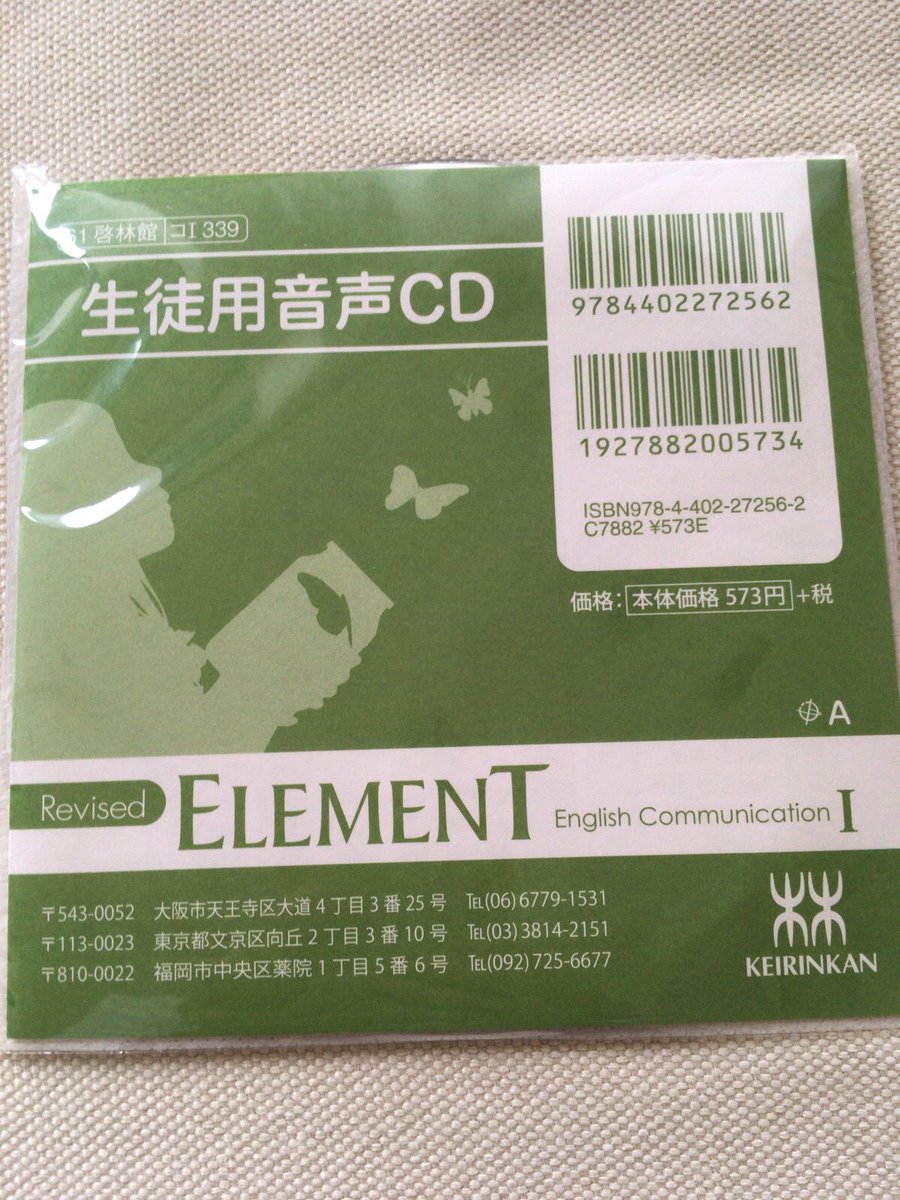 61 啓林館 コⅠ 339
生徒用音声CD
9784402272562
1927882005734
ISBN978-4-402-27256-2
C7882 ¥573E
価格: 本体価格 573円 +税
A
Revised ELEMENT English Communication Ⅰ
〒543-0052 大阪市天王寺区大道4丁目3番25号 TEL(06)6779-1531
〒113-0023 東京都文京区向丘2丁目3番10号 TEL(03)3814-2151
〒810-0022 福岡市中央区薬院1丁目5番6号 TEL(092)725-6677
KEIRINKAN